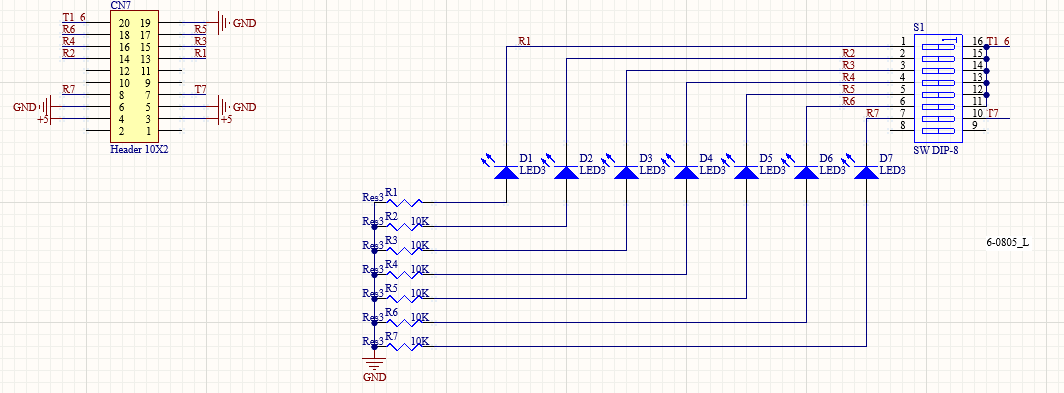 CN7
T1_6 20 19 GND
R6 18 17 R5
R4 16 15 R3
R2 14 13 R1
12 11
10 9
R7 8 7 T7
GND 6 5 GND
+5 4 3 +5
2 1
Header 10X2
S1
R1 1 16 T1_6
R2 2 15
R3 3 14
R4 4 13
R5 5 12
R6 6 11
R7 7 10 T7
8 9
SW DIP-8
D1 D2 D3 D4 D5 D6 D7
LED3 LED3 LED3 LED3 LED3 LED3 LED3
Res3 R1
Res3 R2 10K
Res3 R3 10K
Res3 R4 10K
Res3 R5 10K
Res3 R6 10K
Res3 R7 10K
GND
6-0805_L